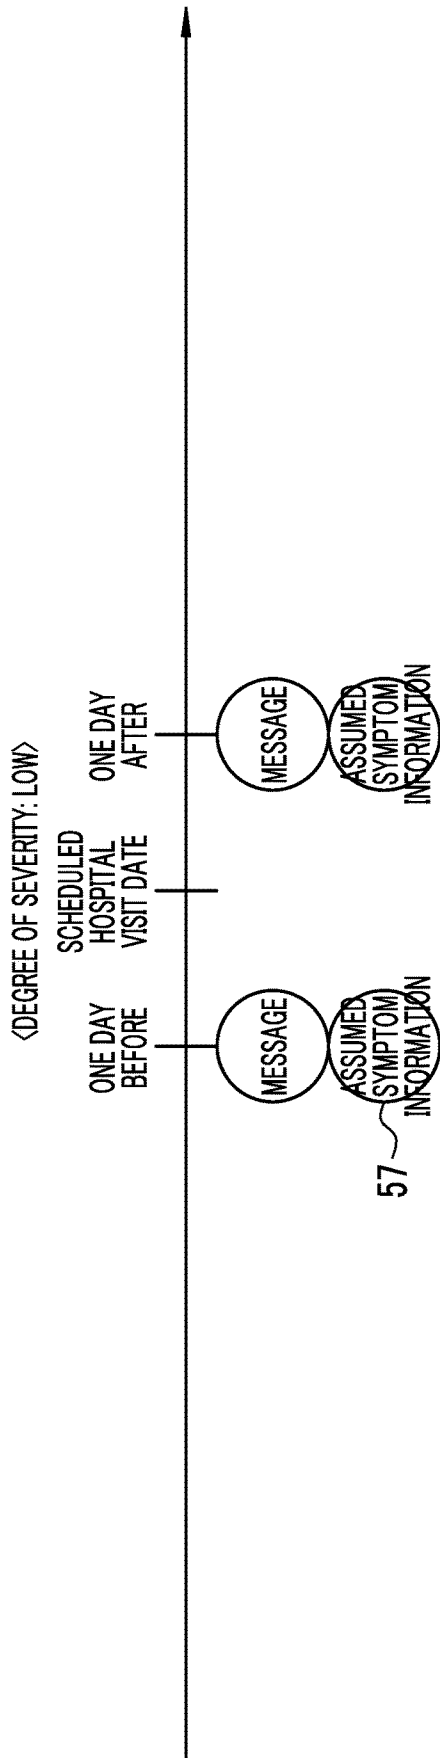 <DEGREE OF SEVERITY: LOW>
ONE DAY
BEFORE
SCHEDULED
HOSPITAL
VISIT DATE
ONE DAY
AFTER
MESSAGE
ASSUMED
SYMPTOM
INFORMATION
MESSAGE
ASSUMED
SYMPTOM
INFORMATION
57